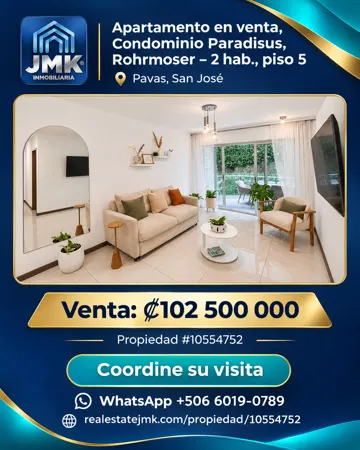 JMK
INMOBILIARIA
Apartamento en venta,
Condominio Paradisus,
Rohrmoser – 2 hab., piso 5
Pavas, San José
Venta: ₡102 500 000
Propiedad #10554752
Coordine su visita
WhatsApp +506 6019-0789
realestatejmk.com/propiedad/10554752